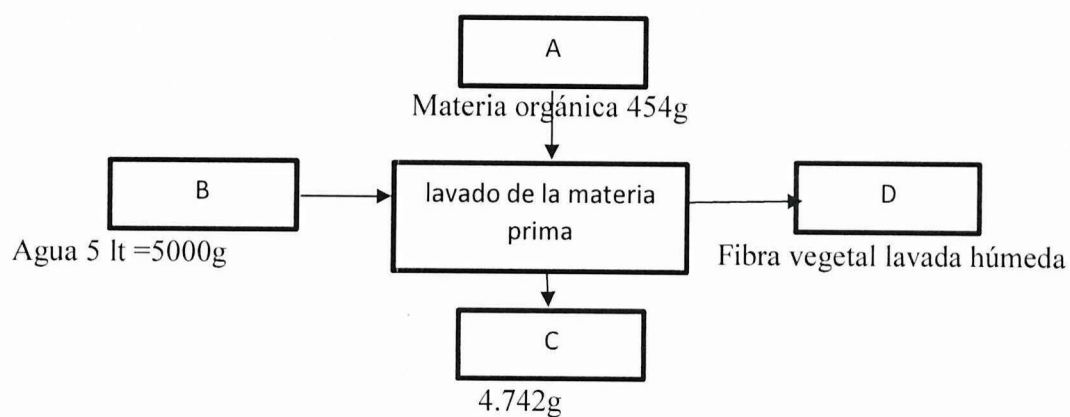 A
Materia orgánica 454g
B
lavado de la materia
prima
D
Agua 5 lt =5000g
Fibra vegetal lavada húmeda
C
4.742g